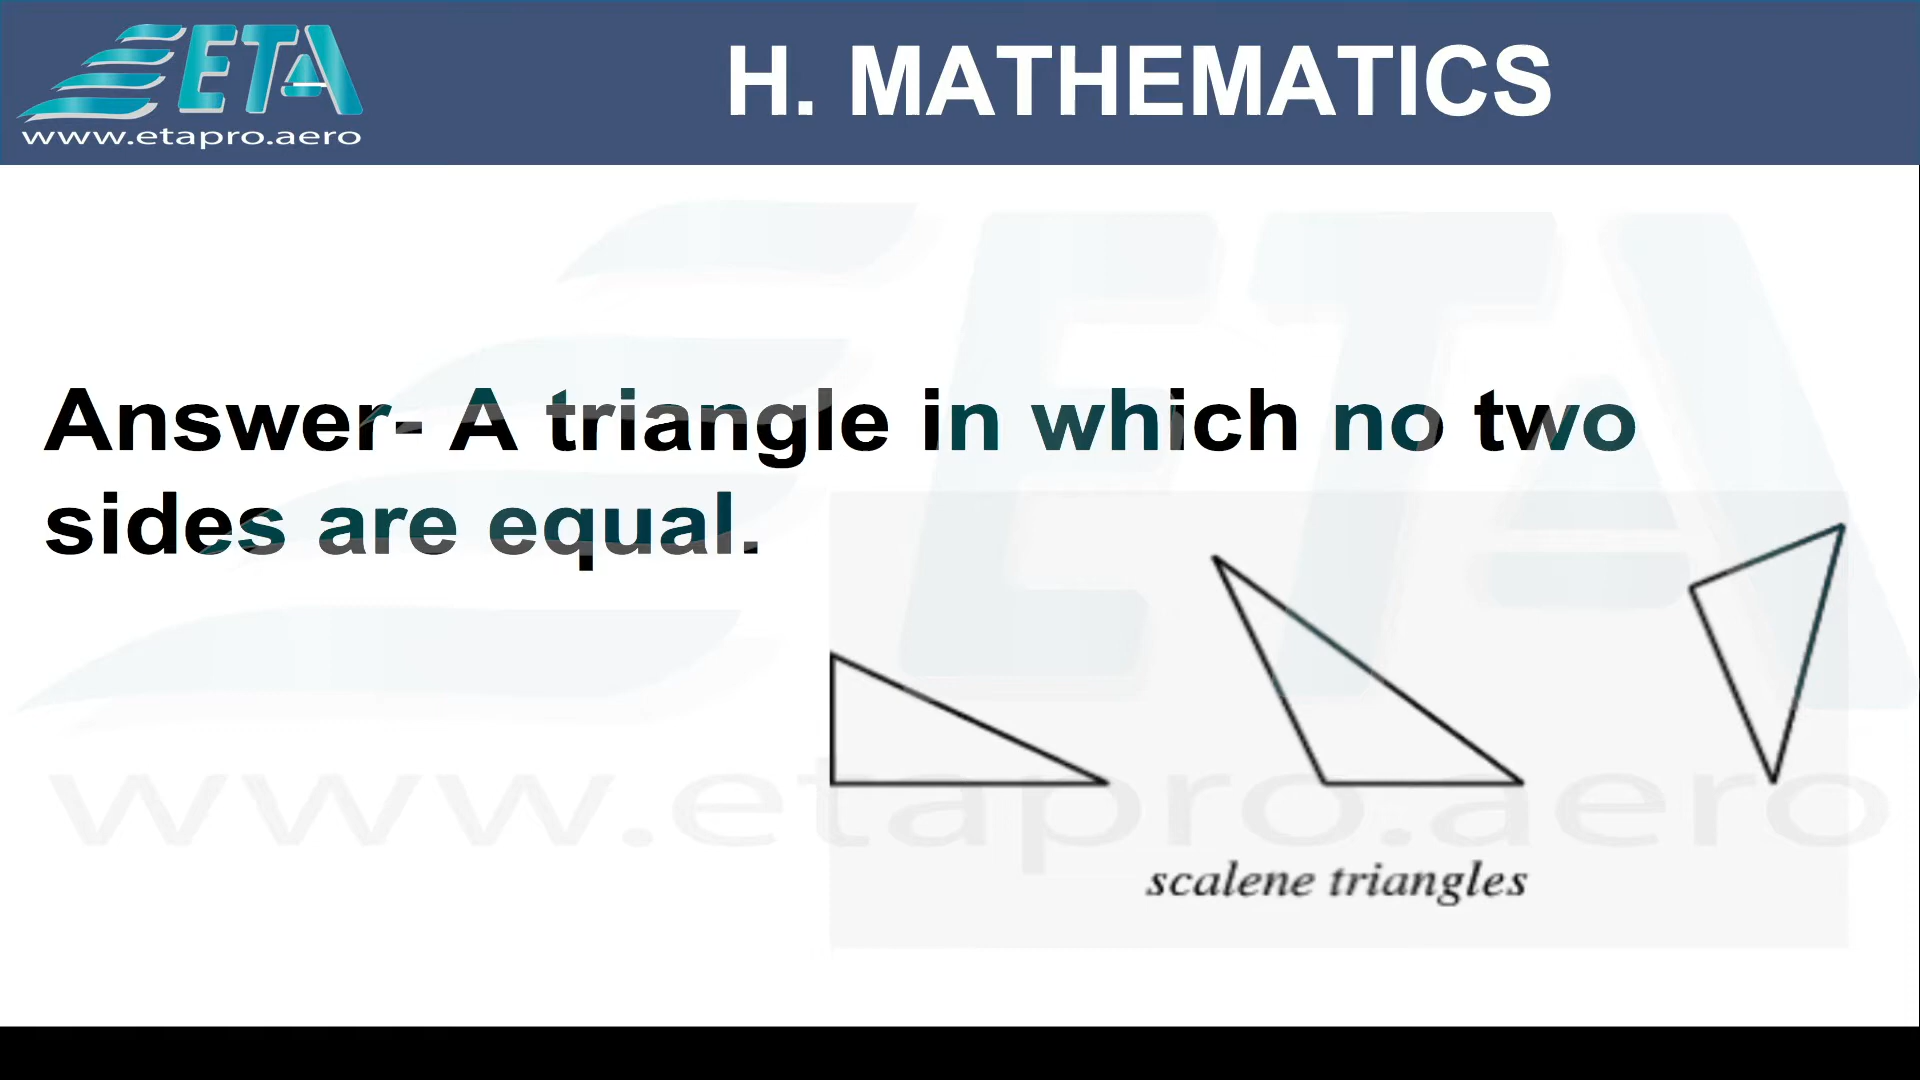 ETA
www.etapro.aero
H. MATHEMATICS
Answer- A triangle in which no two
sides are equal.
scalene triangles
ETA
www.etapro.aero